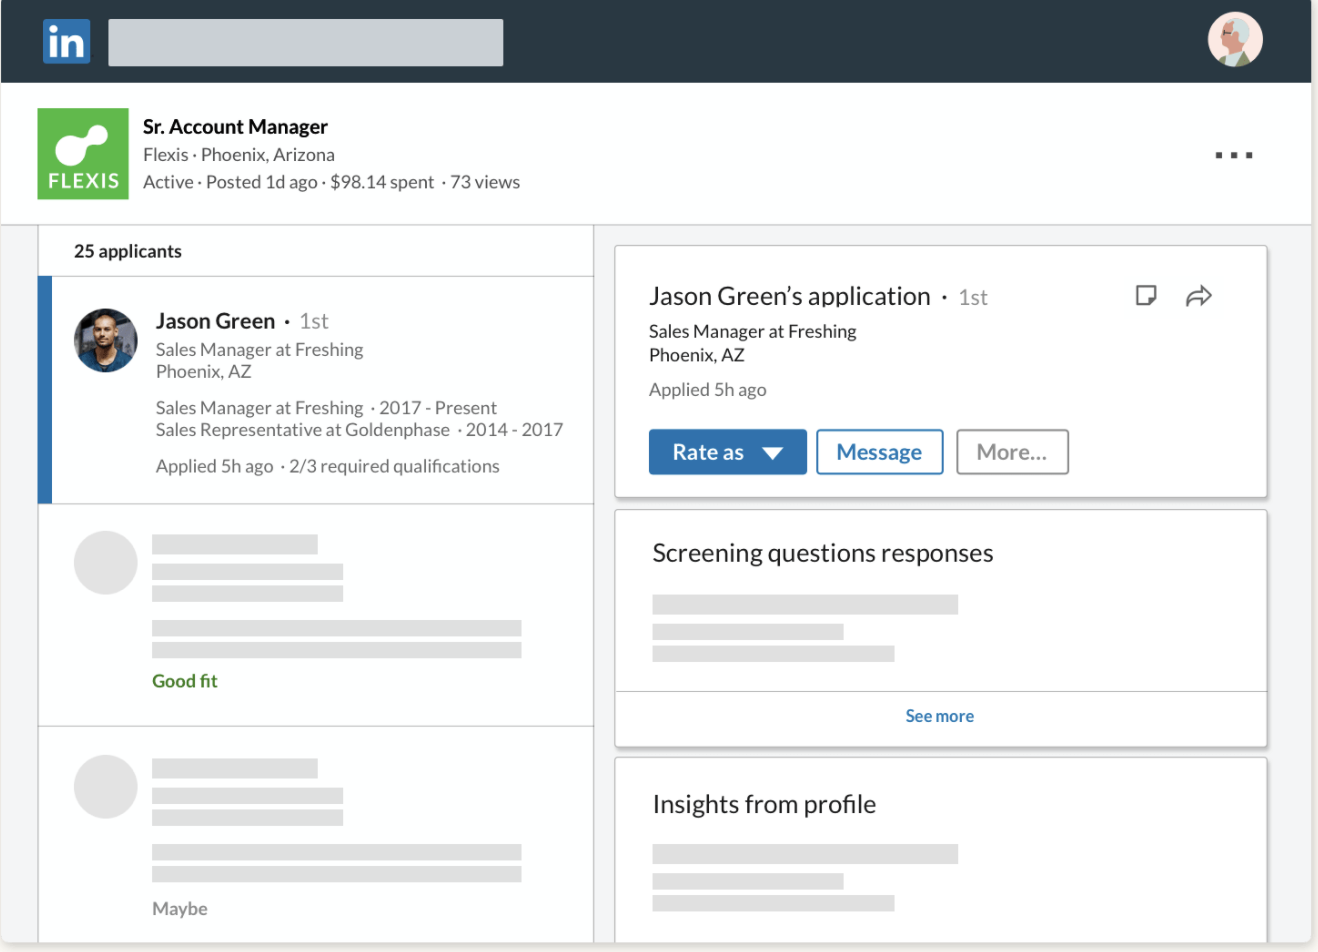 in
FLEXIS
Sr. Account Manager
Flexis · Phoenix, Arizona
Active · Posted 1d ago · $98.14 spent · 73 views
25 applicants
Jason Green · 1st
Sales Manager at Freshing
Phoenix, AZ
Sales Manager at Freshing · 2017 - Present
Sales Representative at Goldenphase · 2014 - 2017
Applied 5h ago · 2/3 required qualifications
Good fit
Maybe
Jason Green’s application · 1st
Sales Manager at Freshing
Phoenix, AZ
Applied 5h ago
Rate as
Message
More...
Screening questions responses
See more
Insights from profile